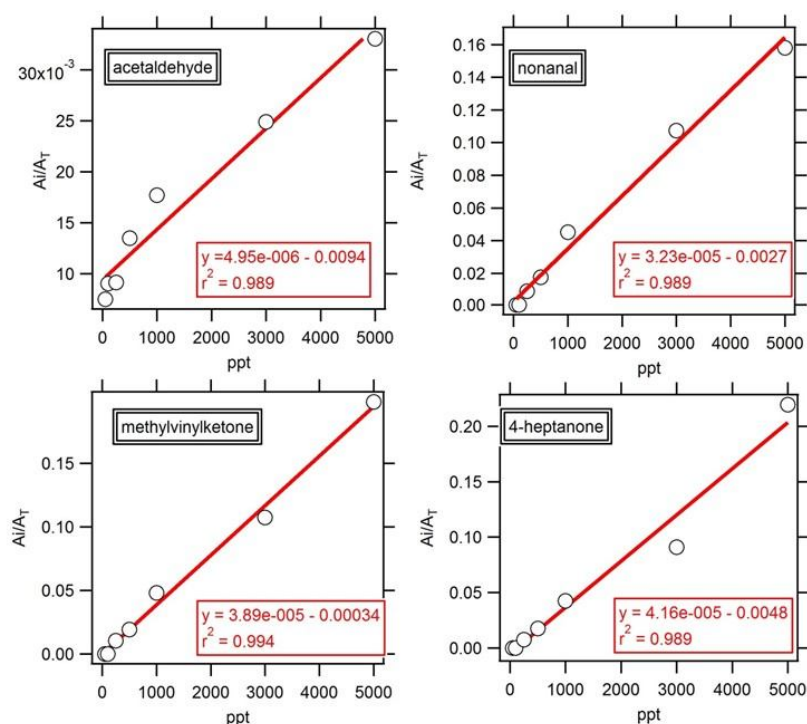 acetaldehyde
30x10⁻³
25
20
15
10
Ai/A_T
y =4.95e-006 - 0.0094
r² = 0.989
0 1000 2000 3000 4000 5000
ppt
nonanal
0.16
0.14
0.12
0.10
0.08
0.06
0.04
0.02
0.00
Ai/A_T
y = 3.23e-005 - 0.0027
r² = 0.989
0 1000 2000 3000 4000 5000
ppt
methylvinylketone
0.15
0.10
0.05
0.00
Ai/A_T
y = 3.89e-005 - 0.00034
r² = 0.994
0 1000 2000 3000 4000 5000
ppt
4-heptanone
0.20
0.15
0.10
0.05
0.00
Ai/A_T
y = 4.16e-005 - 0.0048
r² = 0.989
0 1000 2000 3000 4000 5000
ppt